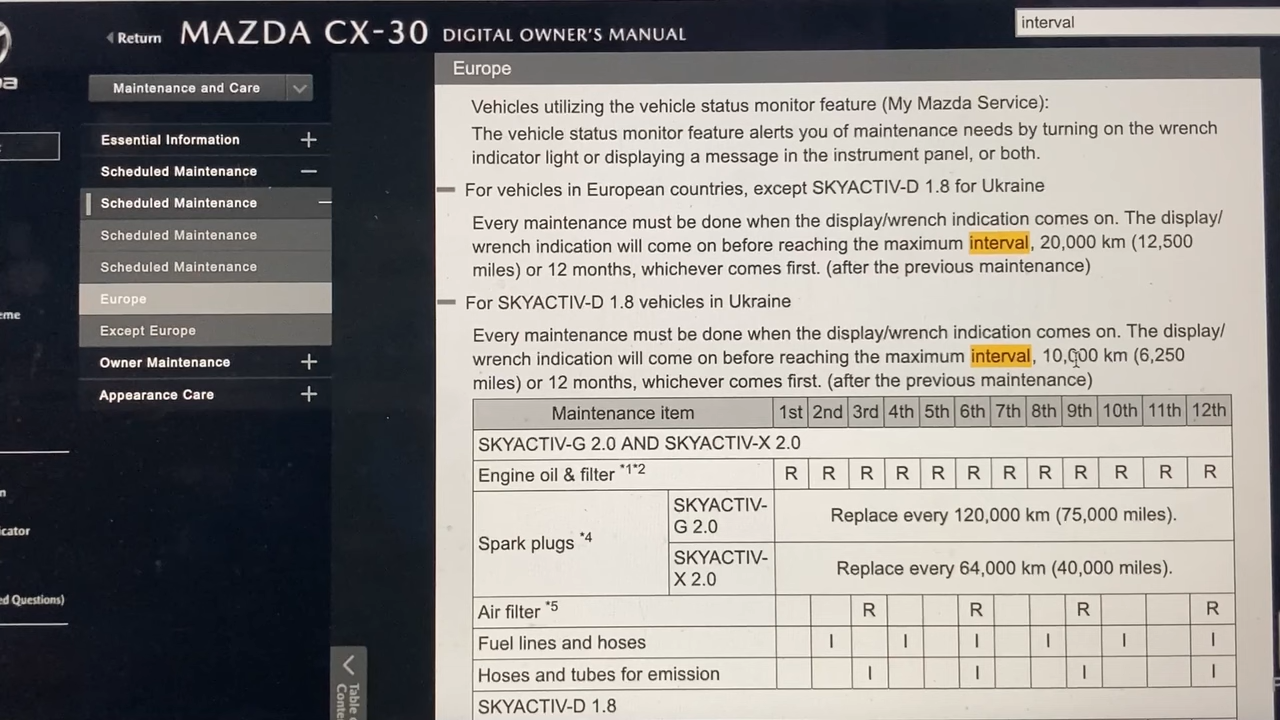 Return MAZDA CX-30 DIGITAL OWNER'S MANUAL
interval
Maintenance and Care
Essential Information
Scheduled Maintenance
Scheduled Maintenance
Scheduled Maintenance
Scheduled Maintenance
Europe
Except Europe
Owner Maintenance
Appearance Care
Europe
Vehicles utilizing the vehicle status monitor feature (My Mazda Service):
The vehicle status monitor feature alerts you of maintenance needs by turning on the wrench
indicator light or displaying a message in the instrument panel, or both.
For vehicles in European countries, except SKYACTIV-D 1.8 for Ukraine
Every maintenance must be done when the display/wrench indication comes on. The display/
wrench indication will come on before reaching the maximum interval, 20,000 km (12,500
miles) or 12 months, whichever comes first. (after the previous maintenance)
For SKYACTIV-D 1.8 vehicles in Ukraine
Every maintenance must be done when the display/wrench indication comes on. The display/
wrench indication will come on before reaching the maximum interval, 10,000 km (6,250
miles) or 12 months, whichever comes first. (after the previous maintenance)
Maintenance item 1st 2nd 3rd 4th 5th 6th 7th 8th 9th 10th 11th 12th
SKYACTIV-G 2.0 AND SKYACTIV-X 2.0
Engine oil & filter *1*2 R R R R R R R R R R R R
Spark plugs *4
SKYACTIV-
G 2.0
Replace every 120,000 km (75,000 miles).
SKYACTIV-
X 2.0
Replace every 64,000 km (40,000 miles).
Air filter *5 R R R R
Fuel lines and hoses I I I I I I
Hoses and tubes for emission I I I I
SKYACTIV-D 1.8
Questions)